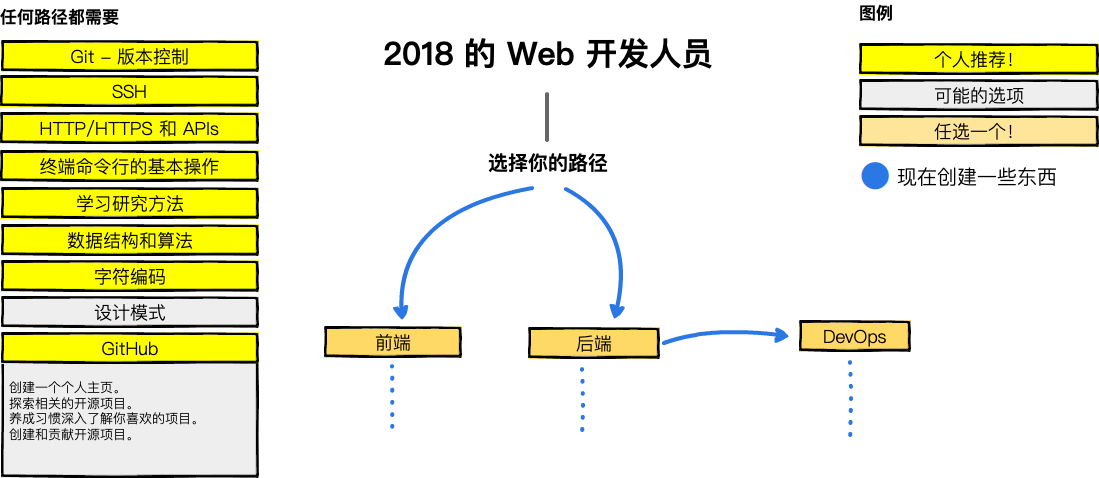 任何路径都需要
Git – 版本控制
SSH
HTTP/HTTPS 和 APIs
终端命令行的基本操作
学习研究方法
数据结构和算法
字符编码
设计模式
GitHub
创建一个个人主页。
探索相关的开源项目。
养成习惯深入了解你喜欢的项目。
创建和贡献开源项目。
2018 的 Web 开发人员
选择你的路径
前端
后端
DevOps
图例
个人推荐！
可能的选项
任选一个！
现在创建一些东西